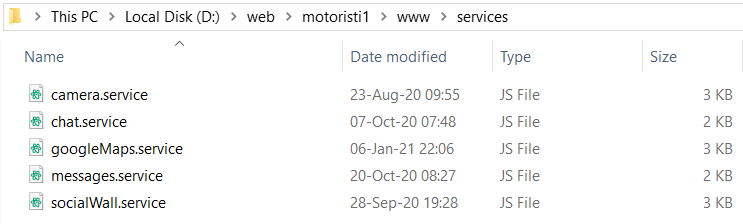 This PC > Local Disk (D:) > web > motoristi1 > www > services
Name Date modified Type Size
camera.service 23-Aug-20 09:55 JS File 3 KB
chat.service 07-Oct-20 07:48 JS File 2 KB
googleMaps.service 06-Jan-21 22:06 JS File 3 KB
messages.service 20-Oct-20 08:27 JS File 2 KB
socialWall.service 28-Sep-20 19:28 JS File 3 KB